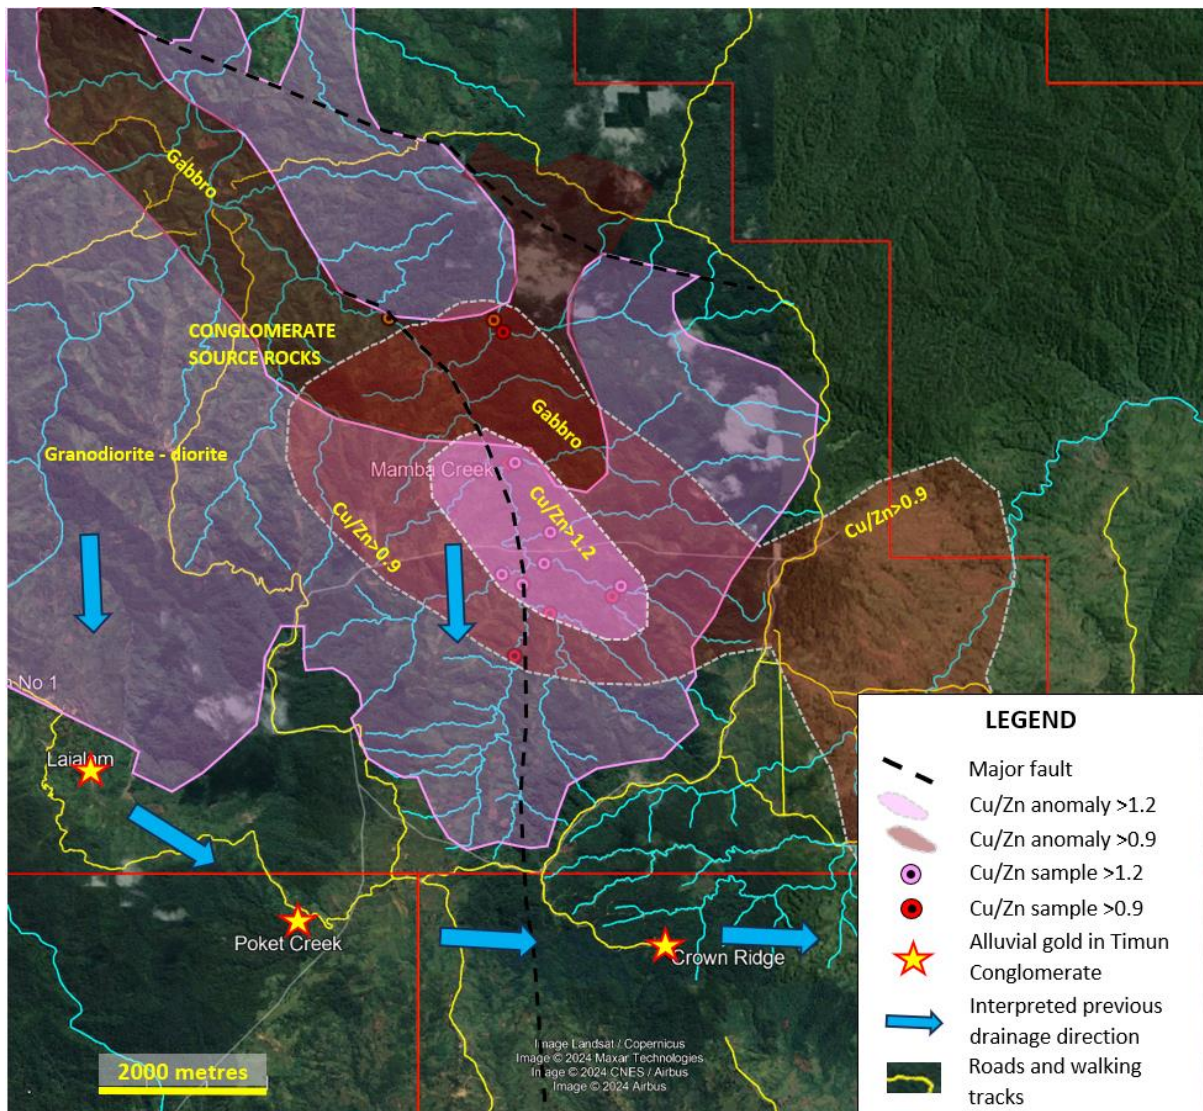 Gabbro
CONGLOMERATE
SOURCE ROCKS
Gabbro
Granodiorite - diorite
Mamba Creek
Cu/Zn>1.2
Cu/Zn>0.9
Cu/Zn>0.9
No 1
Laialam
Poket Creek
Crown Ridge
2000 metres
Image Landsat / Copernicus
Image © 2024 Maxar Technologies
Image © 2024 CNES / Airbus
Image © 2024 Airbus
LEGEND
Major fault
Cu/Zn anomaly >1.2
Cu/Zn anomaly >0.9
Cu/Zn sample >1.2
Cu/Zn sample >0.9
Alluvial gold in Timun
Conglomerate
Interpreted previous
drainage direction
Roads and walking
tracks